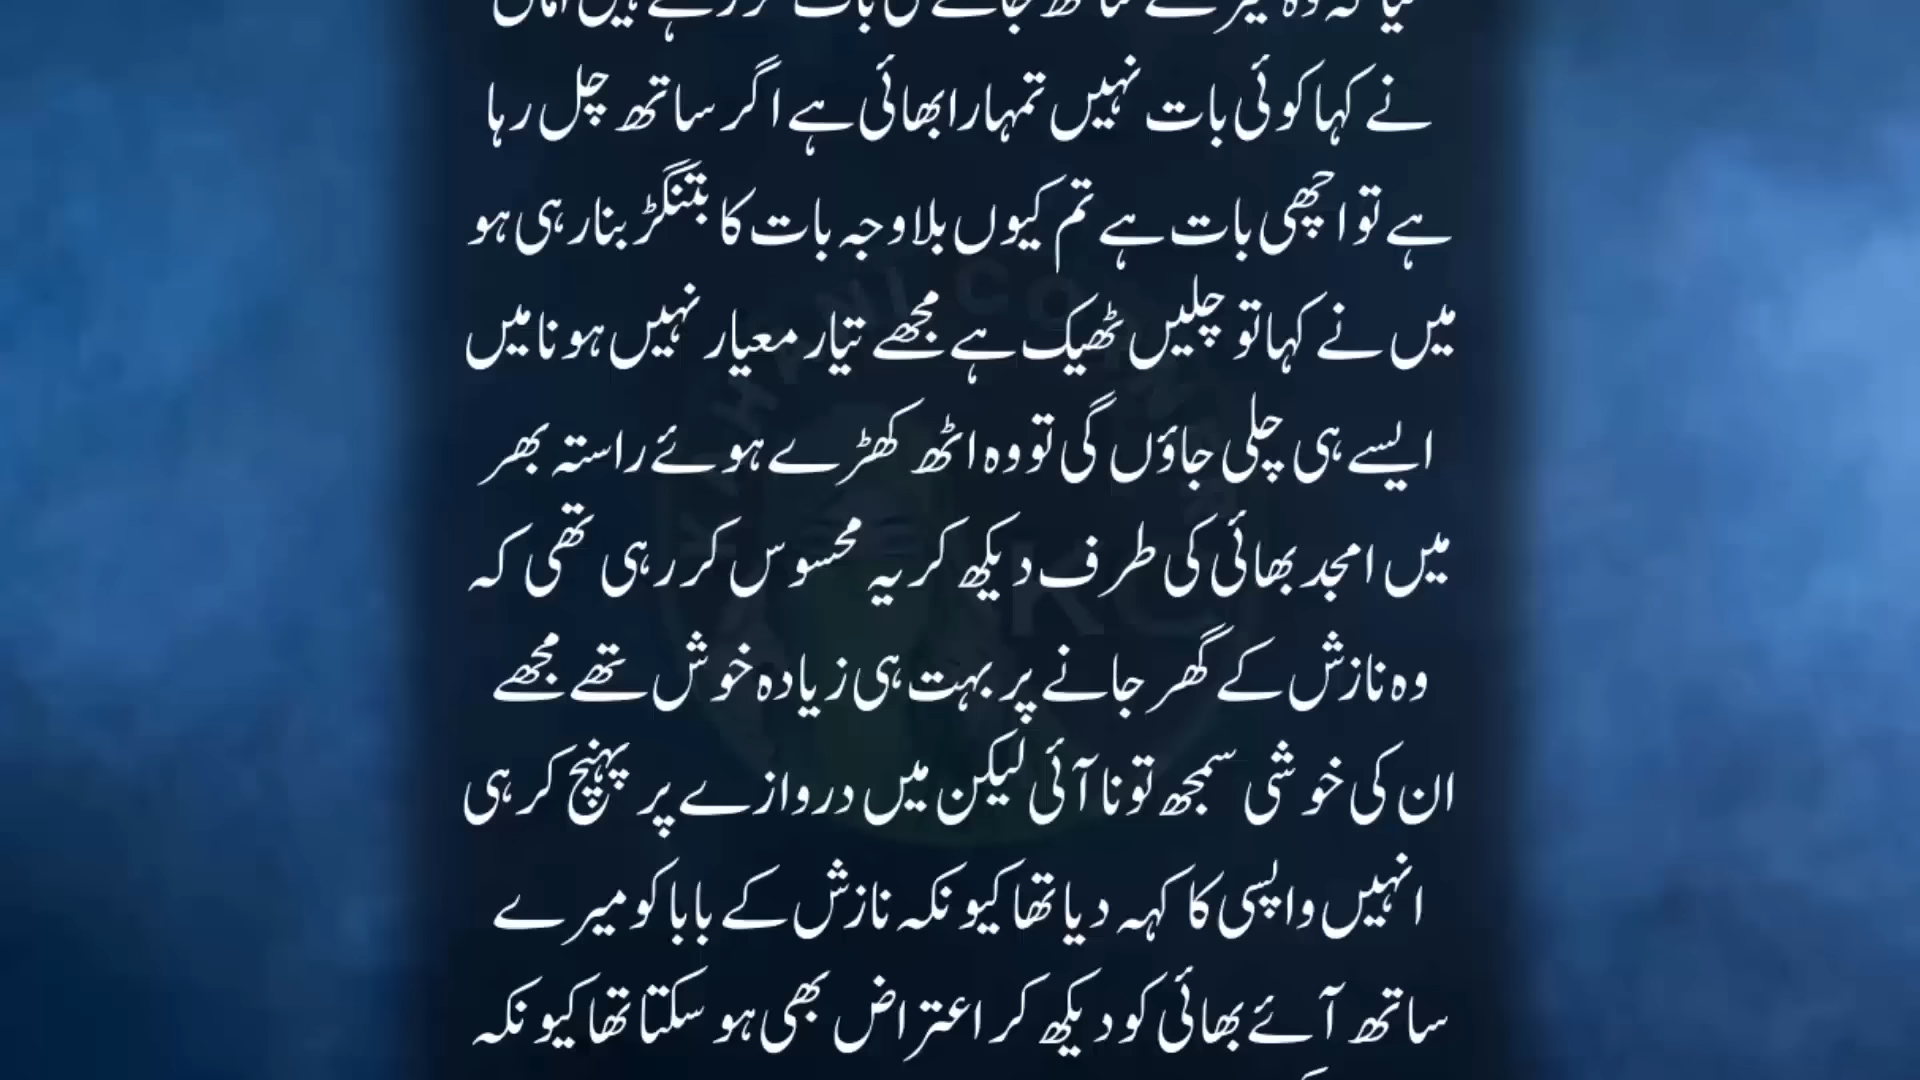 نے کہا کوئی بات نہیں تمہارا بھائی ہے اگر ساتھ چل رہا
ہے تو اچھی بات ہے تم کیوں بلا وجہ بات کا بتنگڑ بنا رہی ہو
میں نے کہا تو چلیں ٹھیک ہے مجھے تیار معیار نہیں ہونا میں
ایسے ہی چلی جاؤں گی تو وہ اٹھ کھڑے ہوئے راستہ بھر
میں امجد بھائی کی طرف دیکھ کر یہ محسوس کر رہی تھی کہ
وہ نازش کے گھر جانے پر بہت ہی زیادہ خوش تھے مجھے
ان کی خوشی سمجھ تو نا آئی لیکن میں دروازے پر پہنچ کر ہی
انہیں واپسی کا کہہ دیا تھا کیونکہ نازش کے بابا کو میرے
ساتھ آئے بھائی کو دیکھ کر اعتراض بھی ہو سکتا تھا کیونکہ